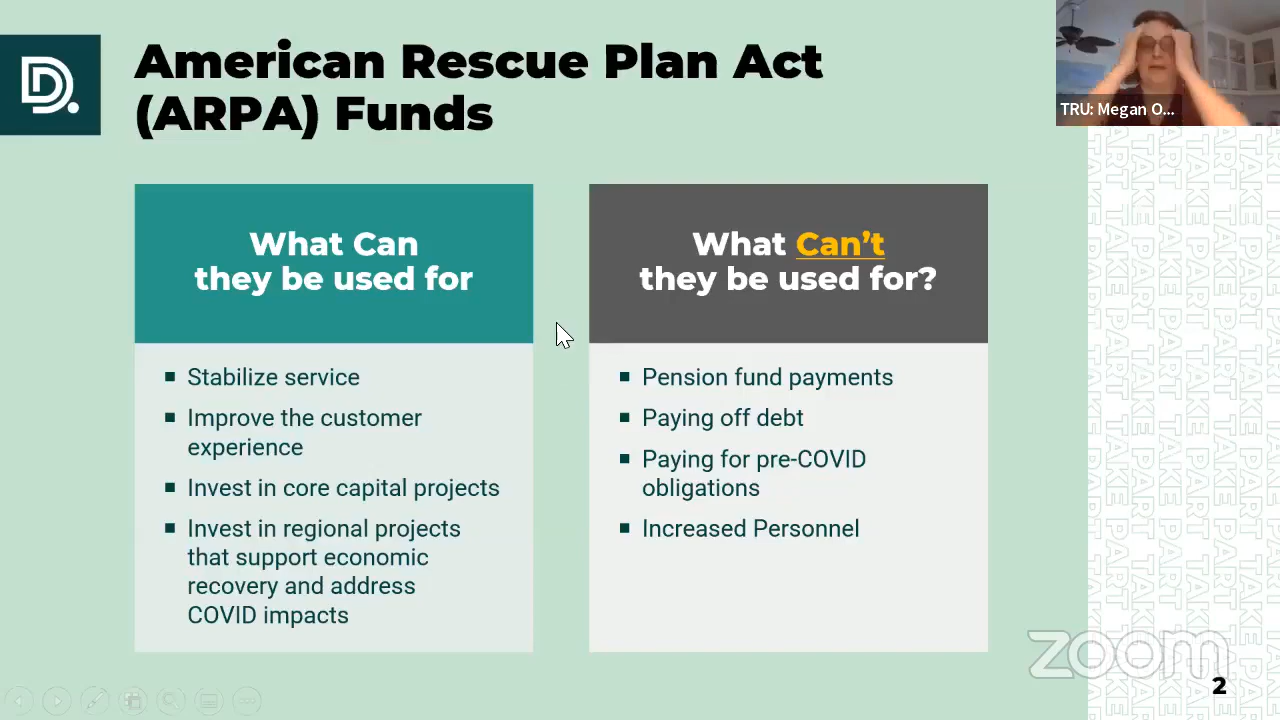 American Rescue Plan Act
(ARPA) Funds
D.
TRU: Megan O...
What Can
they be used for
Stabilize service
Improve the customer
experience
Invest in core capital projects
Invest in regional projects
that support economic
recovery and address
COVID impacts
What Can’t
they be used for?
Pension fund payments
Paying off debt
Paying for pre-COVID
obligations
Increased Personnel
TAKE PART
zoom
2